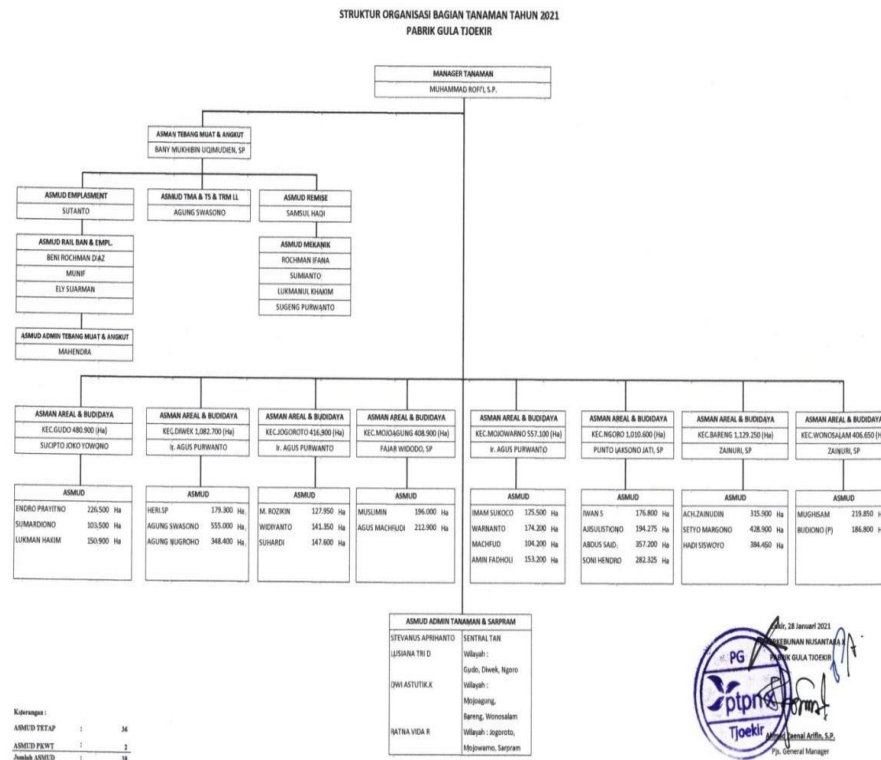 STRUKTUR ORGANISASI BAGIAN TANAMAN TAHUN 2021
PABRIK GULA TJOEKIR
MANAGER TANAMAN
MUHAMMAD ROFI'I, S.P.
ASMAN TEBANG MUAT & ANGKUT
BANY MUKHIBIN UQIMUDIEN, SP
ASMUD EMPLASMENT
SUTANTO
ASMUD TMA & TS & TRM LL
AGUNG SWASONO
ASMUD REMISE
SAMSUL HADI
ASMUD RAIL BAN & EMPL.
BENI ROCHMAN DIAZ
MUNIF
ELY SUARMAN
ASMUD MEKANIK
ROCHMAN IFANA
SUMIANTO
LUKMANUL KHAKIM
SUGENG PURWANTO
ASMUD ADMIN TEBANG MUAT & ANGKUT
MAHENDRA
ASMAN AREAL & BUDIDAYA
KEC.GUDO 480.900 (Ha)
SUCIPTO JOKO YOWONO
ASMUD
ENDRO PRAYITNO 226.500 Ha
SUMARDIONO 103.500 Ha
LUKMAN HAKIM 150.900 Ha
ASMAN AREAL & BUDIDAYA
KEC.DIWEK 1,082.700 (Ha)
Ir. AGUS PURWANTO
ASMUD
HERI.SP 179.300 Ha
AGUNG SWASONO 555.000 Ha
AGUNG NUGROHO 348.400 Ha
ASMAN AREAL & BUDIDAYA
KEC.JOGOROTO 416.900 (Ha)
Ir. AGUS PURWANTO
ASMUD
M. ROZIKIN 127.950 Ha
WIDIYANTO 141.350 Ha
SUHARDI 147.600 Ha
ASMAN AREAL & BUDIDAYA
KEC.MOJOAGUNG 408.900 (Ha)
FAJAR WIDODO, SP
ASMUD
MUSLIMIN 196.000 Ha
AGUS MACHFUDI 212.900 Ha
ASMAN AREAL & BUDIDAYA
KEC.MOJOWARNO 557.100 (Ha)
Ir. AGUS PURWANTO
ASMUD
IMAM SUKOCO 125.500 Ha
WARNANTO 174.200 Ha
MACHFUD 104.200 Ha
AMIN FADHOLI 153.200 Ha
ASMAN AREAL & BUDIDAYA
KEC.NGORO 1,010.600 (Ha)
PUNTO LAKSONO JATI, SP
ASMUD
IWAN S 176.800 Ha
AJISULISTIONO 194.275 Ha
ABDUS SAID 357.200 Ha
SONI HENDRO 282.325 Ha
ASMAN AREAL & BUDIDAYA
KEC.BARENG 1,129.250 (Ha)
ZAINURI, SP
ASMUD
ACH.ZAINUDIN 315.900 Ha
SETYO MARGONO 428.900 Ha
HADI SISWOYO 384.450 Ha
ASMAN AREAL & BUDIDAYA
KEC.WONOSALAM 406.650 (Ha)
ZAINURI, SP
ASMUD
MUGHISAM 219.850 Ha
BUDIONO (P) 186.800 Ha
ASMUD ADMIN TANAMAN & SARPRAM
STEVANUS APRIHANTO SENTRAL TAN
LUSIANA TRI D Wilayah :
Gudo, Diwek, Ngoro
DWI ASTUTIK.K Wilayah :
Mojoagung,
Bareng, Wonosalam
RATNA VIDA R Wilayah : Jogoroto,
Mojowarno, Sarpram
Keterangan :
ASMUD TETAP : 36
ASMUD PKWT : 2
Jumlah ASMUD : 38
28 Januari 2021
PERKEBUNAN NUSANTARA X
PABRIK GULA TJOEKIR
PG
ptpn x
Tjoekir
Ahmad Zaenal Arifin, S.P.
Pjs. General Manager